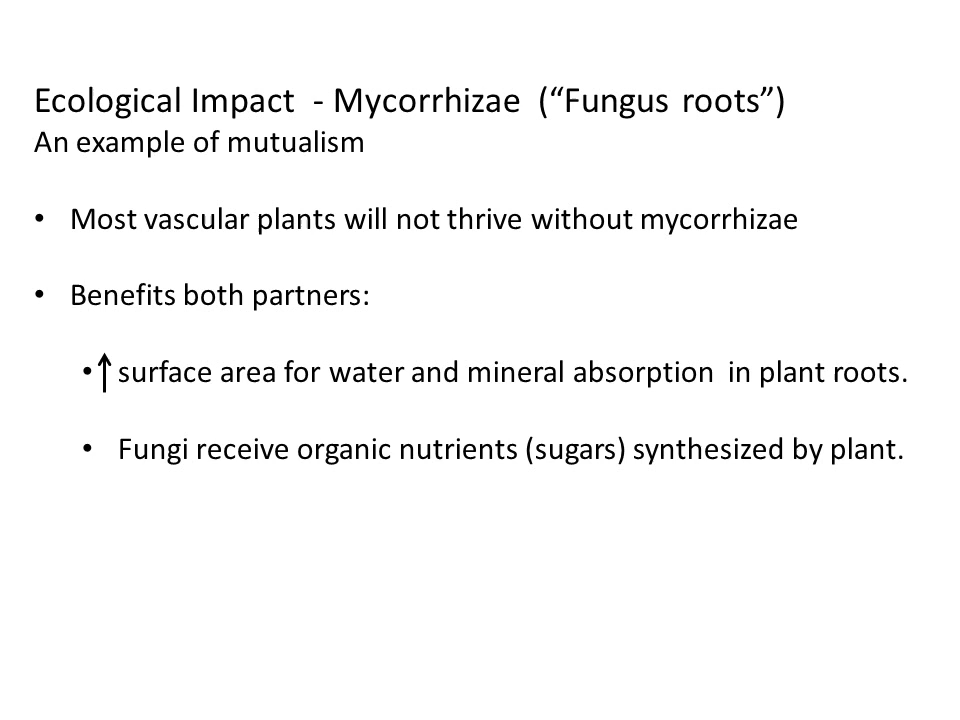 Ecological Impact - Mycorrhizae (“Fungus roots”)
An example of mutualism
• Most vascular plants will not thrive without mycorrhizae
• Benefits both partners:
•↑ surface area for water and mineral absorption in plant roots.
• Fungi receive organic nutrients (sugars) synthesized by plant.